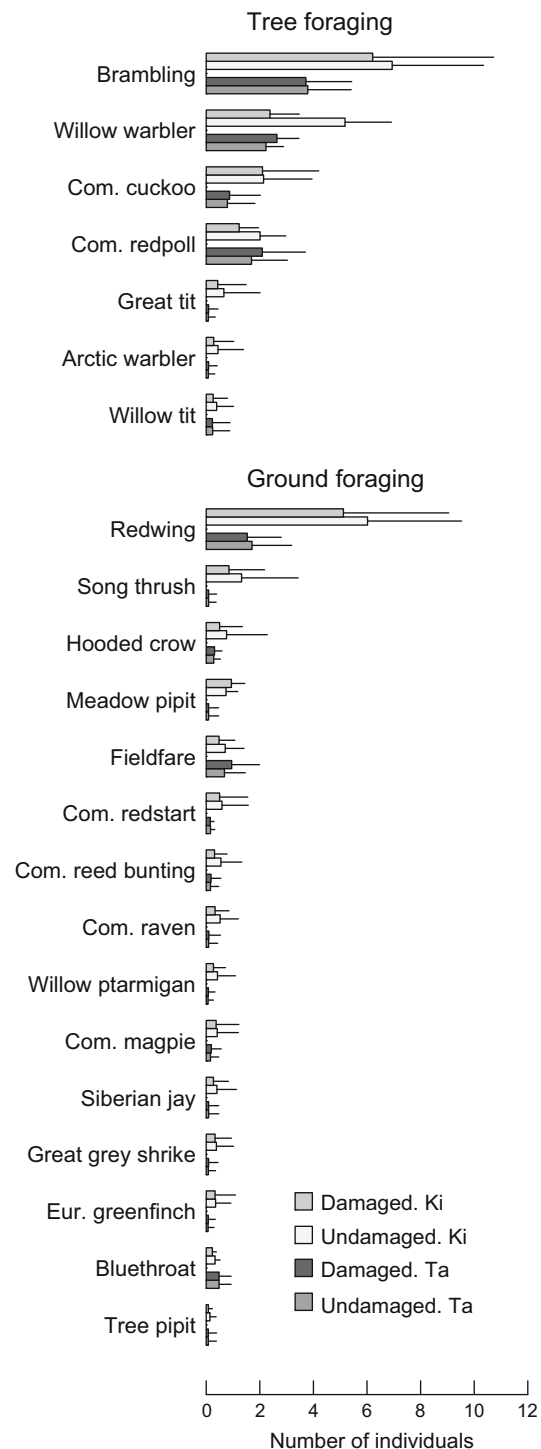 Tree foraging
Brambling
Willow warbler
Com. cuckoo
Com. redpoll
Great tit
Arctic warbler
Willow tit
Ground foraging
Redwing
Song thrush
Hooded crow
Meadow pipit
Fieldfare
Com. redstart
Com. reed bunting
Com. raven
Willow ptarmigan
Com. magpie
Siberian jay
Great grey shrike
Eur. greenfinch
Bluethroat
Tree pipit
Damaged. Ki
Undamaged. Ki
Damaged. Ta
Undamaged. Ta
0 2 4 6 8 10 12
Number of individuals